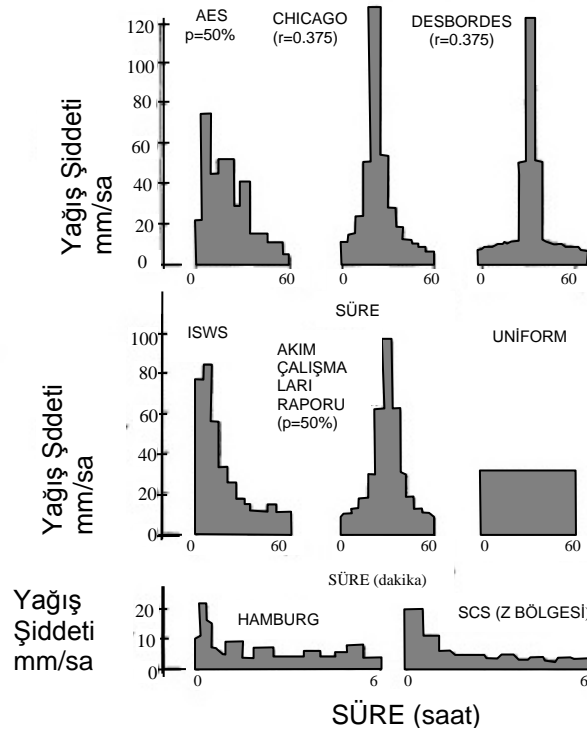 AES
p=50%
CHICAGO
(r=0.375)
DESBORDES
(r=0.375)
Yağış Şiddeti
mm/sa
120
100
80
60
40
20
0
0
60
0
60
0
60
SÜRE
ISWS
AKIM
ÇALIŞMA
LARI
RAPORU
(p=50%)
UNİFORM
Yağış Şddeti
mm/sa
100
80
60
40
20
0
0
60
0
60
0
60
SÜRE (dakika)
Yağış
Şiddeti
mm/sa
20
10
0
HAMBURG
SCS (Z BÖLGESİ)
0
6
0
6
SÜRE (saat)